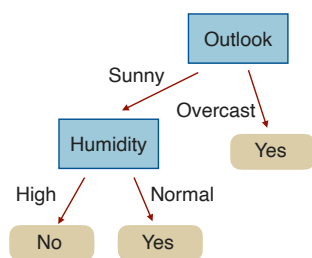 Outlook
Sunny
Overcast
Humidity
Yes
High
Normal
No
Yes